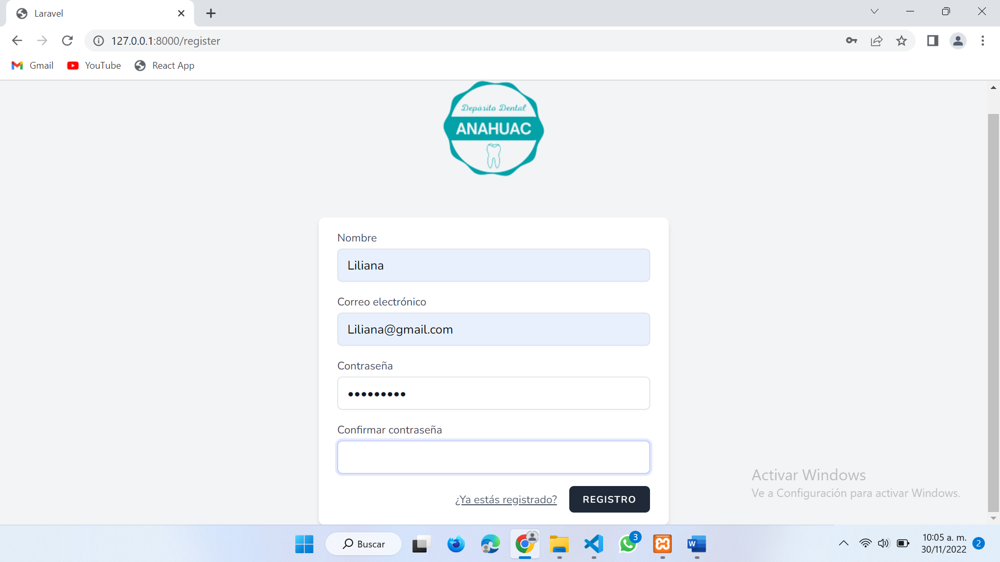 Laravel
127.0.0.1:8000/register
Gmail
YouTube
React App
Depósito Dental
ANAHUAC
Nombre
Liliana
Correo electrónico
Liliana@gmail.com
Contraseña
•••••••••
Confirmar contraseña
¿Ya estás registrado?
REGISTRO
Activar Windows
Ve a Configuración para activar Windows.
Buscar
3
W
10:05 a. m.
30/11/2022
2